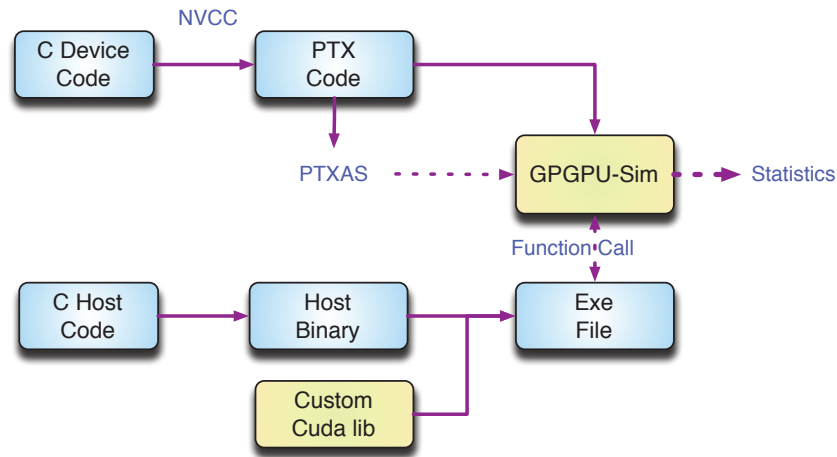 NVCC
C Device
Code
PTX
Code
PTXAS
GPGPU-Sim
Statistics
Function Call
C Host
Code
Host
Binary
Exe
File
Custom
Cuda lib